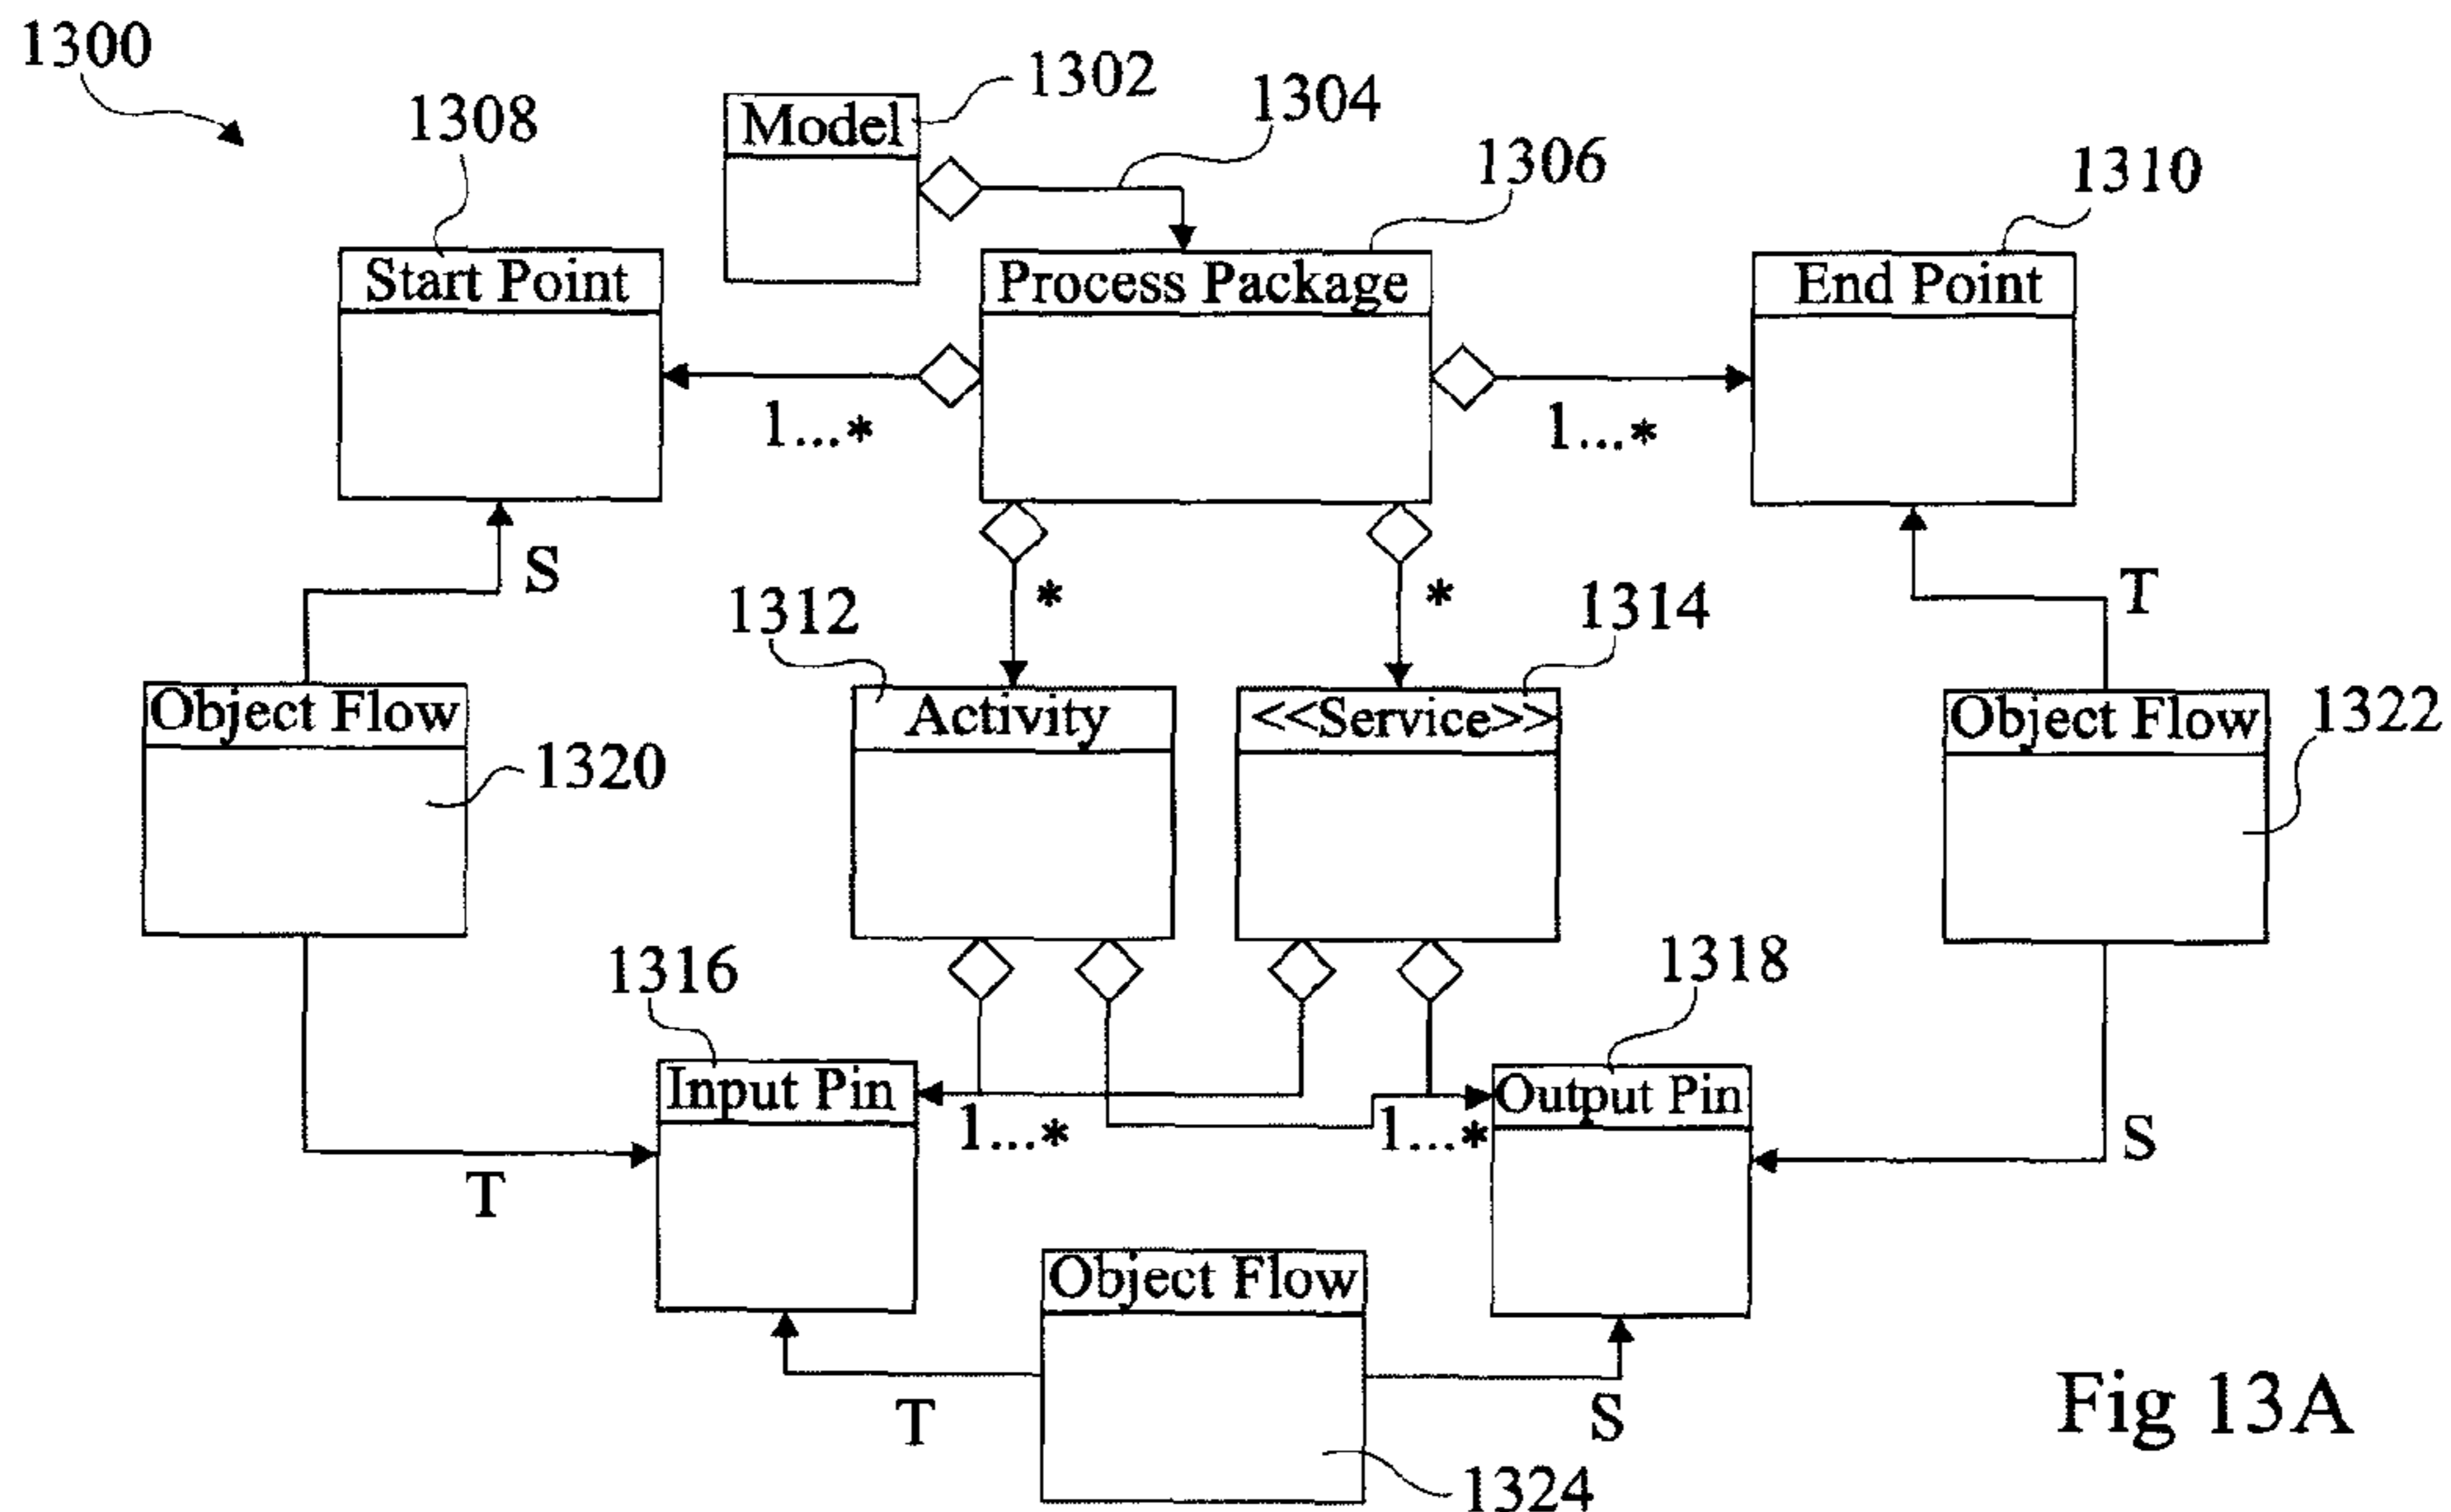 1300
1302
1304
1308
Model
1306
1310
Start Point
Process Package
End Point
1...*
1...*
S
*
*
T
1312
1314
Object Flow
Activity
<<Service>>
Object Flow
1322
1320
1316
1318
Input Pin
Output Pin
1...*
1...*
S
T
Object Flow
T
S
Fig 13A
1324